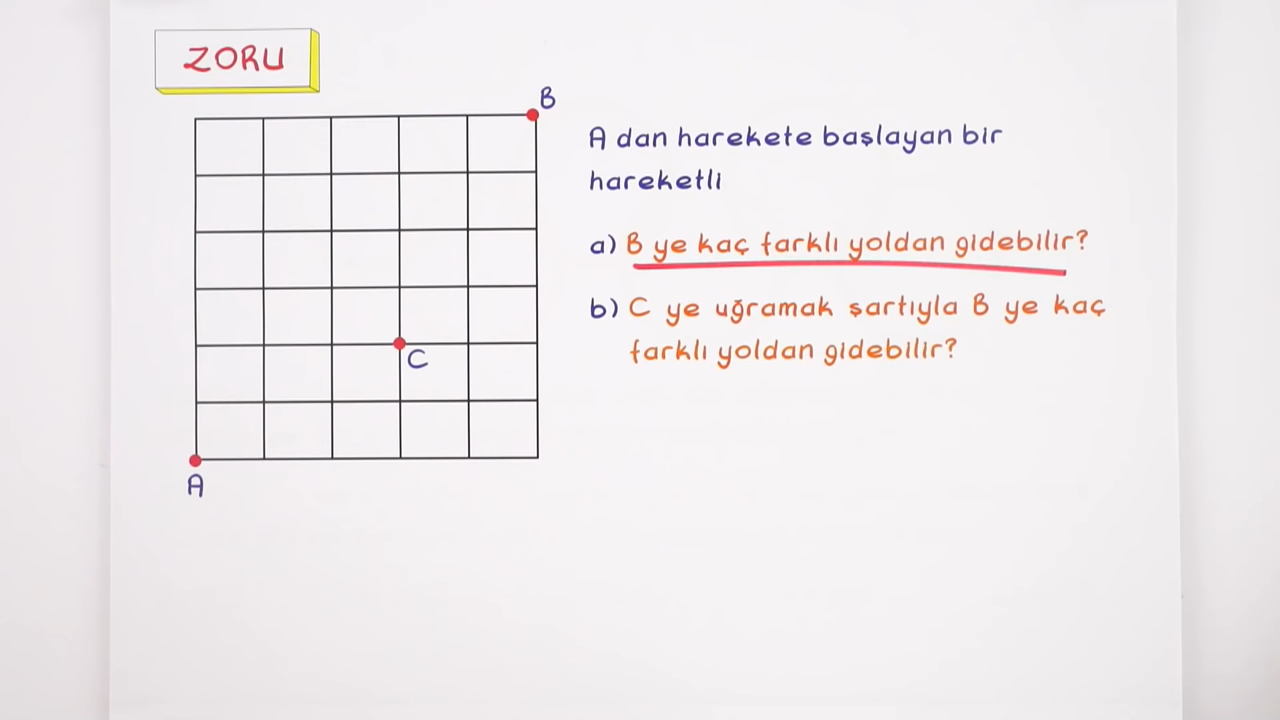 ZORU
B
A dan harekete başlayan bir
hareketli
a) B ye kaç farklı yoldan gidebilir?
b) C ye uğramak şartıyla B ye kaç
farklı yoldan gidebilir?
C
A